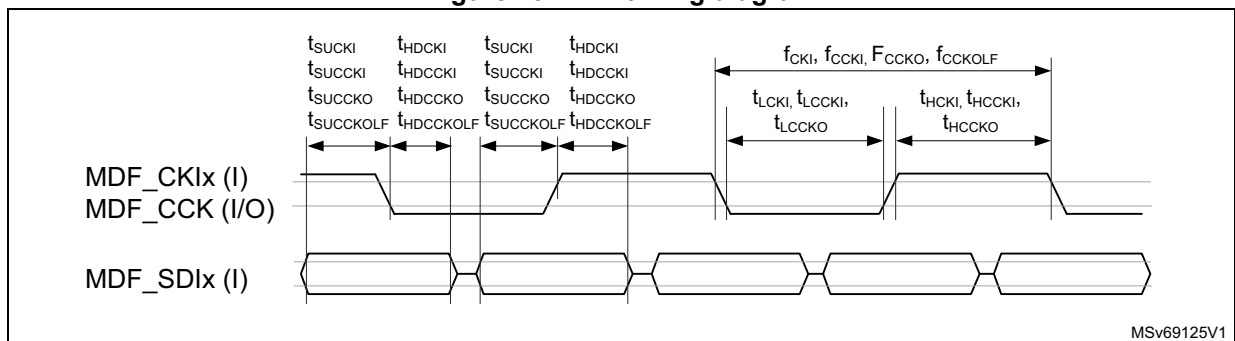 tSUCKI tHDCKI tSUCKI tHDCKI
tSUCCKI tHDCCKI tSUCCKI tHDCCKI
tSUCCKO tHDCCKO tSUCCKO tHDCCKO
tSUCCKOLF tHDCCKOLF tSUCCKOLF tHDCCKOLF
fCKI, fCCKI, FCCKO, fCCKOLF
tLCKI, tLCCKI, tHCKI, tHCCKI,
tLCCKO tHCCKO
MDF_CKIx (I)
MDF_CCK (I/O)
MDF_SDIx (I)
MSv69125V1